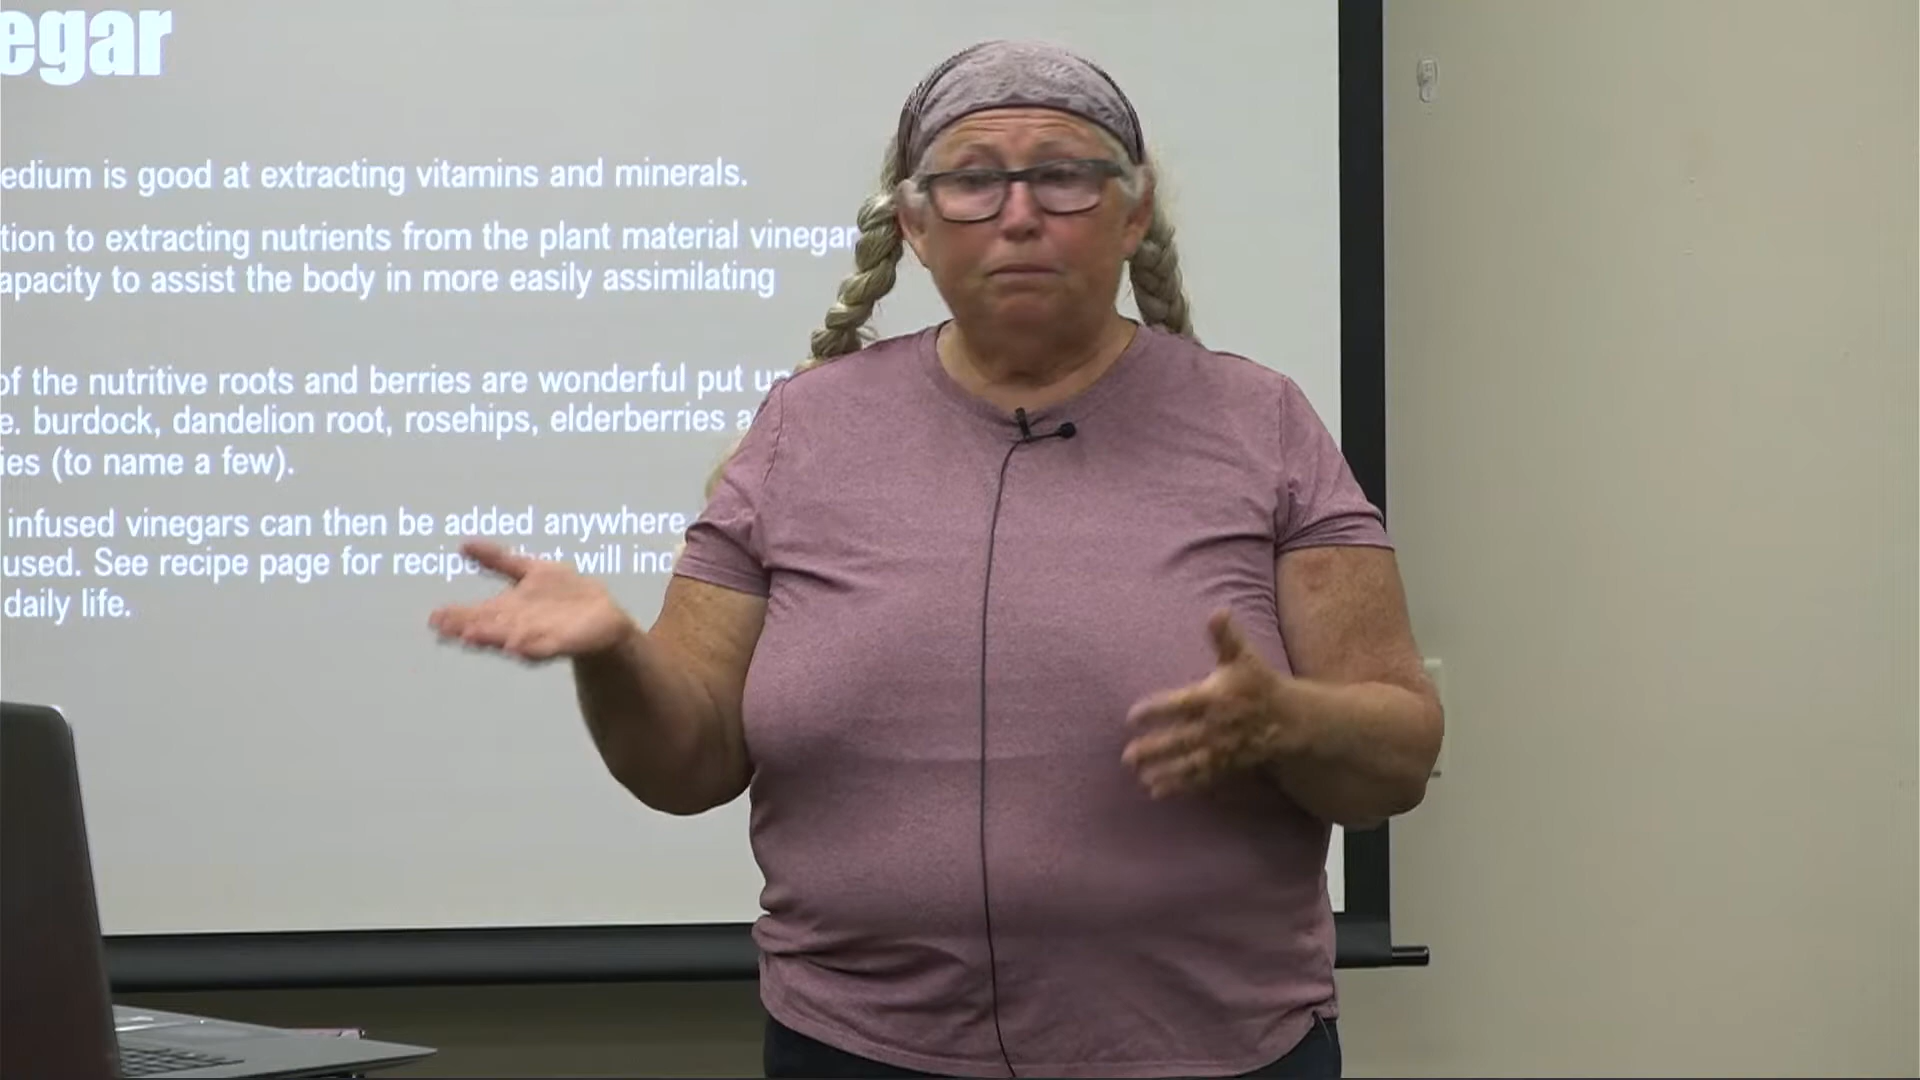 egar
edium is good at extracting vitamins and minerals.
tion to extracting nutrients from the plant material vinegar
apacity to assist the body in more easily assimilating
of the nutritive roots and berries are wonderful put up
e. burdock, dandelion root, rosehips, elderberries a
ies (to name a few).
infused vinegars can then be added anywhere
used. See recipe page for recipes that will inc
daily life.